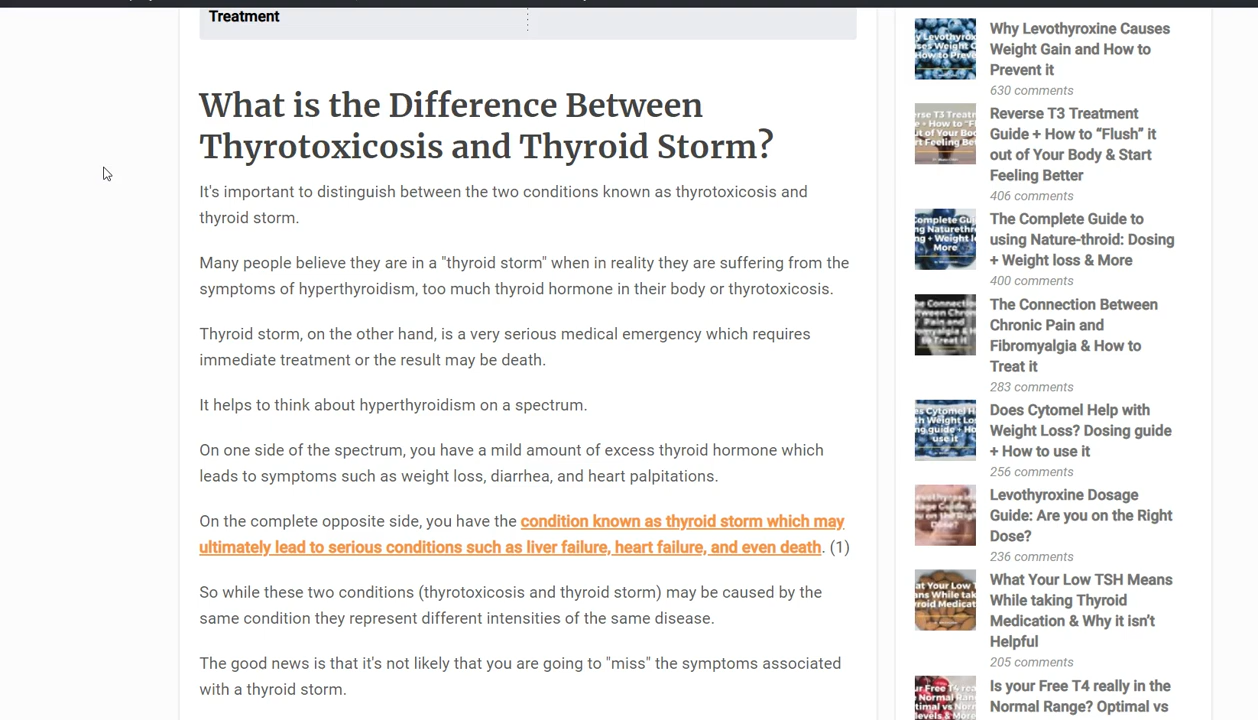 Treatment
What is the Difference Between
Thyrotoxicosis and Thyroid Storm?
It's important to distinguish between the two conditions known as thyrotoxicosis and
thyroid storm.
Many people believe they are in a "thyroid storm" when in reality they are suffering from the
symptoms of hyperthyroidism, too much thyroid hormone in their body or thyrotoxicosis.
Thyroid storm, on the other hand, is a very serious medical emergency which requires
immediate treatment or the result may be death.
It helps to think about hyperthyroidism on a spectrum.
On one side of the spectrum, you have a mild amount of excess thyroid hormone which
leads to symptoms such as weight loss, diarrhea, and heart palpitations.
On the complete opposite side, you have the condition known as thyroid storm which may
ultimately lead to serious conditions such as liver failure, heart failure, and even death. (1)
So while these two conditions (thyrotoxicosis and thyroid storm) may be caused by the
same condition they represent different intensities of the same disease.
The good news is that it's not likely that you are going to "miss" the symptoms associated
with a thyroid storm.
Why Levothyroxine Causes
Weight Gain and How to
Prevent it
630 comments
Reverse T3 Treatment
Guide + How to “Flush” it
out of Your Body & Start
Feeling Better
406 comments
The Complete Guide to
using Nature-throid: Dosing
+ Weight loss & More
400 comments
The Connection Between
Chronic Pain and
Fibromyalgia & How to
Treat it
283 comments
Does Cytomel Help with
Weight Loss? Dosing guide
+ How to use it
256 comments
Levothyroxine Dosage
Guide: Are you on the Right
Dose?
236 comments
What Your Low TSH Means
While taking Thyroid
Medication & Why it isn’t
Helpful
205 comments
Is your Free T4 really in the
Normal Range? Optimal vs